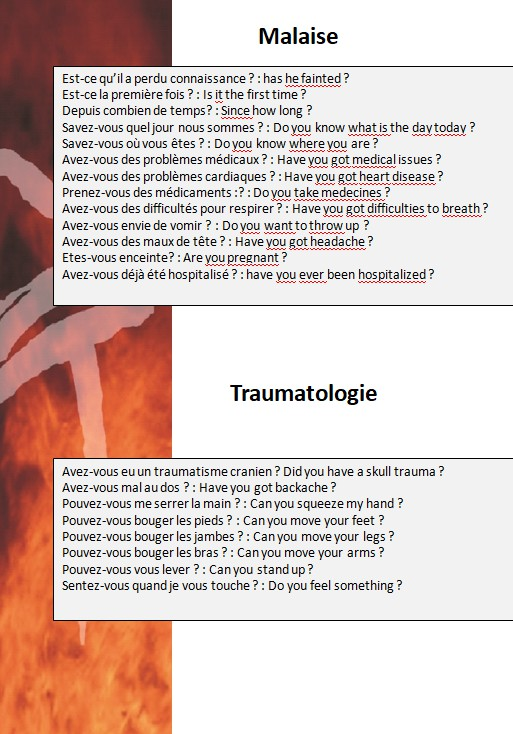 Malaise
Est-ce qu'il a perdu connaissance ? : has he fainted ?
Est-ce la première fois ? : Is it the first time ?
Depuis combien de temps? : Since how long ?
Savez-vous quel jour nous sommes ? : Do you know what is the day today ?
Savez-vous où vous êtes ? : Do you know where you are ?
Avez-vous des problèmes médicaux ? : Have you got medical issues ?
Avez-vous des problèmes cardiaques ? : Have you got heart disease ?
Prenez-vous des médicaments :? : Do you take medecines ?
Avez-vous des difficultés pour respirer ? : Have you got difficulties to breath ?
Avez-vous envie de vomir ? : Do you want to throw up ?
Avez-vous des maux de tête ? : Have you got headache ?
Etes-vous enceinte? : Are you pregnant ?
Avez-vous déjà été hospitalisé ? : have you ever been hospitalized ?
Traumatologie
Avez-vous eu un traumatisme cranien ? Did you have a skull trauma ?
Avez-vous mal au dos ? : Have you got backache ?
Pouvez-vous me serrer la main ? : Can you squeeze my hand ?
Pouvez-vous bouger les pieds ? : Can you move your feet ?
Pouvez-vous bouger les jambes ? : Can you move your legs ?
Pouvez-vous bouger les bras ? : Can you move your arms ?
Pouvez-vous vous lever ? : Can you stand up ?
Sentez-vous quand je vous touche ? : Do you feel something ?